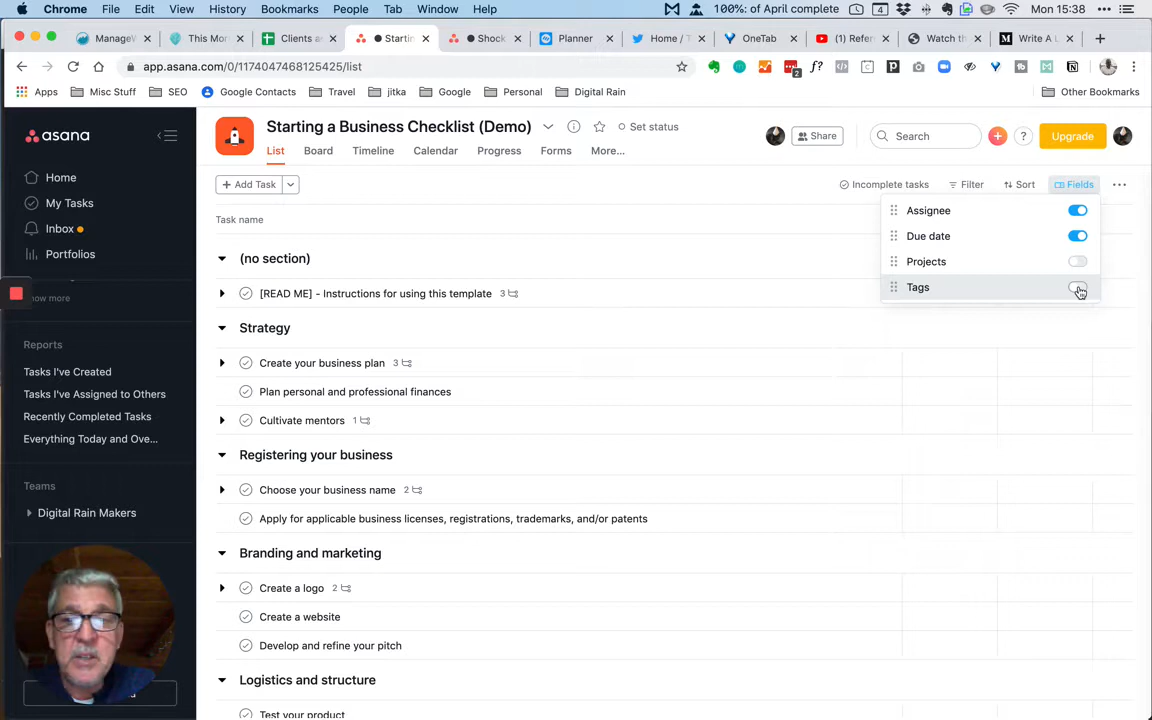 Chrome File Edit View History Bookmarks People Tab Window Help 100% of April complete 4 Mon 15:38
ManageW This Mor Clients a Startin Shock Planner Home / T OneTab (1) Refer Watch th Write A L
app.asana.com/0/1174047468125425/list 2 f?
Apps Misc Stuff SEO Google Contacts Travel jitka Google Personal Digital Rain Other Bookmarks
asana
Home
My Tasks
Inbox
Portfolios
how more
Reports
Tasks I've Created
Tasks I've Assigned to Others
Recently Completed Tasks
Everything Today and Ove...
Teams
Digital Rain Makers
Starting a Business Checklist (Demo) Set status Share Search ? Upgrade
List Board Timeline Calendar Progress Forms More...
+ Add Task Incomplete tasks Filter Sort Fields
Task name
Assignee
Due date
Projects
Tags
(no section)
[READ ME] - Instructions for using this template 3
Strategy
Create your business plan 3
Plan personal and professional finances
Cultivate mentors 1
Registering your business
Choose your business name 2
Apply for applicable business licenses, registrations, trademarks, and/or patents
Branding and marketing
Create a logo 2
Create a website
Develop and refine your pitch
Logistics and structure
Test your product